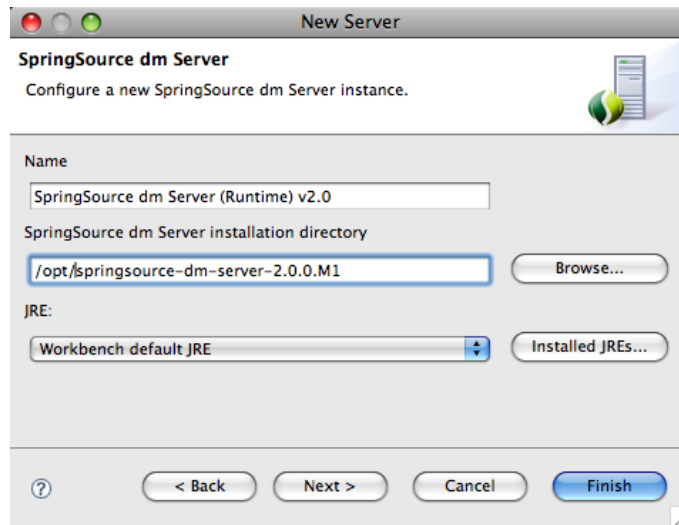 New Server
SpringSource dm Server
Configure a new SpringSource dm Server instance.
Name
SpringSource dm Server (Runtime) v2.0
SpringSource dm Server installation directory
/opt/springsource-dm-server-2.0.0.M1
Browse...
JRE:
Workbench default JRE
Installed JREs...
?
< Back
Next >
Cancel
Finish